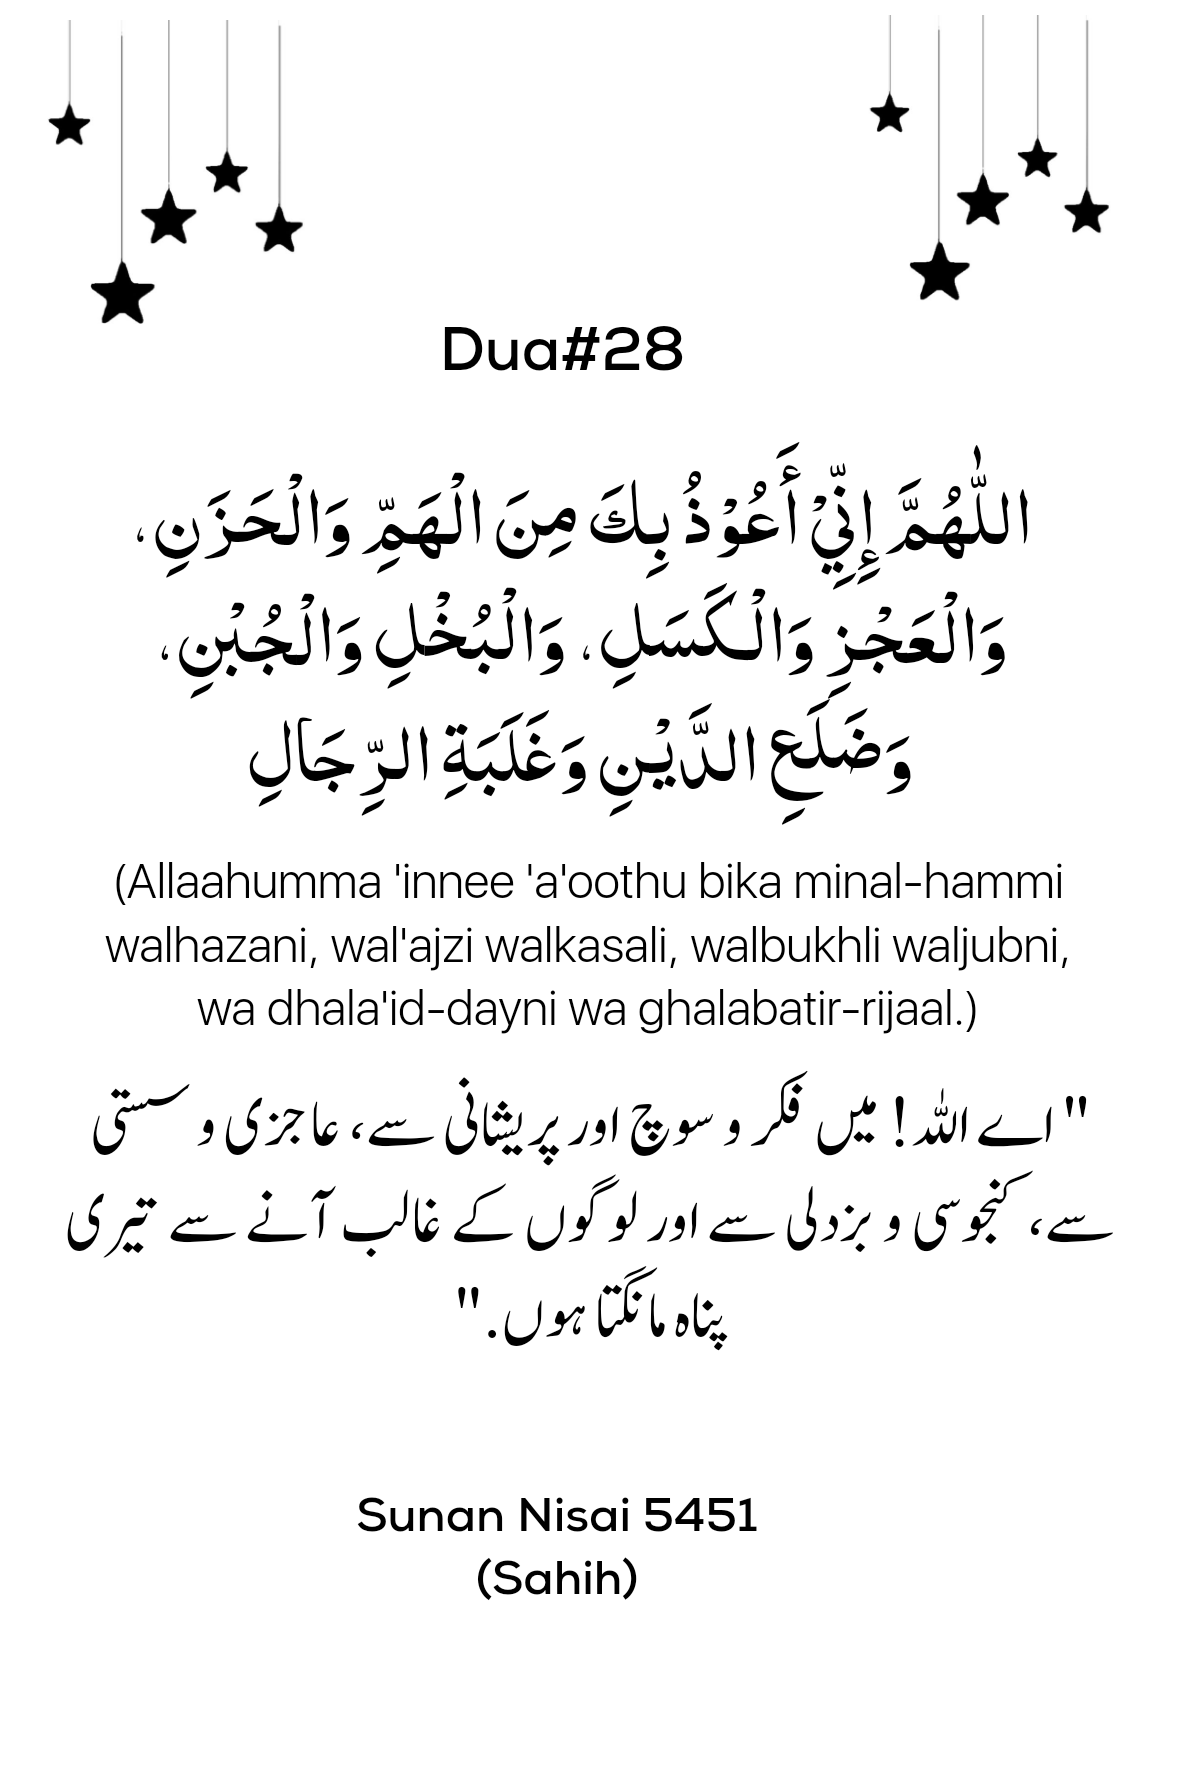 Dua#28
اللّٰهُمَّ إِنِّيْ أَعُوْذُ بِكَ مِنَ الْهَمِّ وَالْحَزَنِ،
وَالْعَجْزِ وَالْكَسَلِ، وَالْبُخْلِ وَالْجُبْنِ،
وَضَلَعِ الدَّيْنِ وَغَلَبَةِ الرِّجَالِ
(Allaahumma 'innee 'a'oothu bika minal-hammi
walhazani, wal'ajzi walkasali, walbukhli waljubni,
wa dhala'id-dayni wa ghalabatir-rijaal.)
"اے اللہ! میں فکر و سوچ اور پریشانی سے، عاجزی و سستی
سے، کنجوسی و بزدلی سے اور لوگوں کے غالب آنے سے تیری
پناہ مانگتا ہوں."
Sunan Nisai 5451
(Sahih)